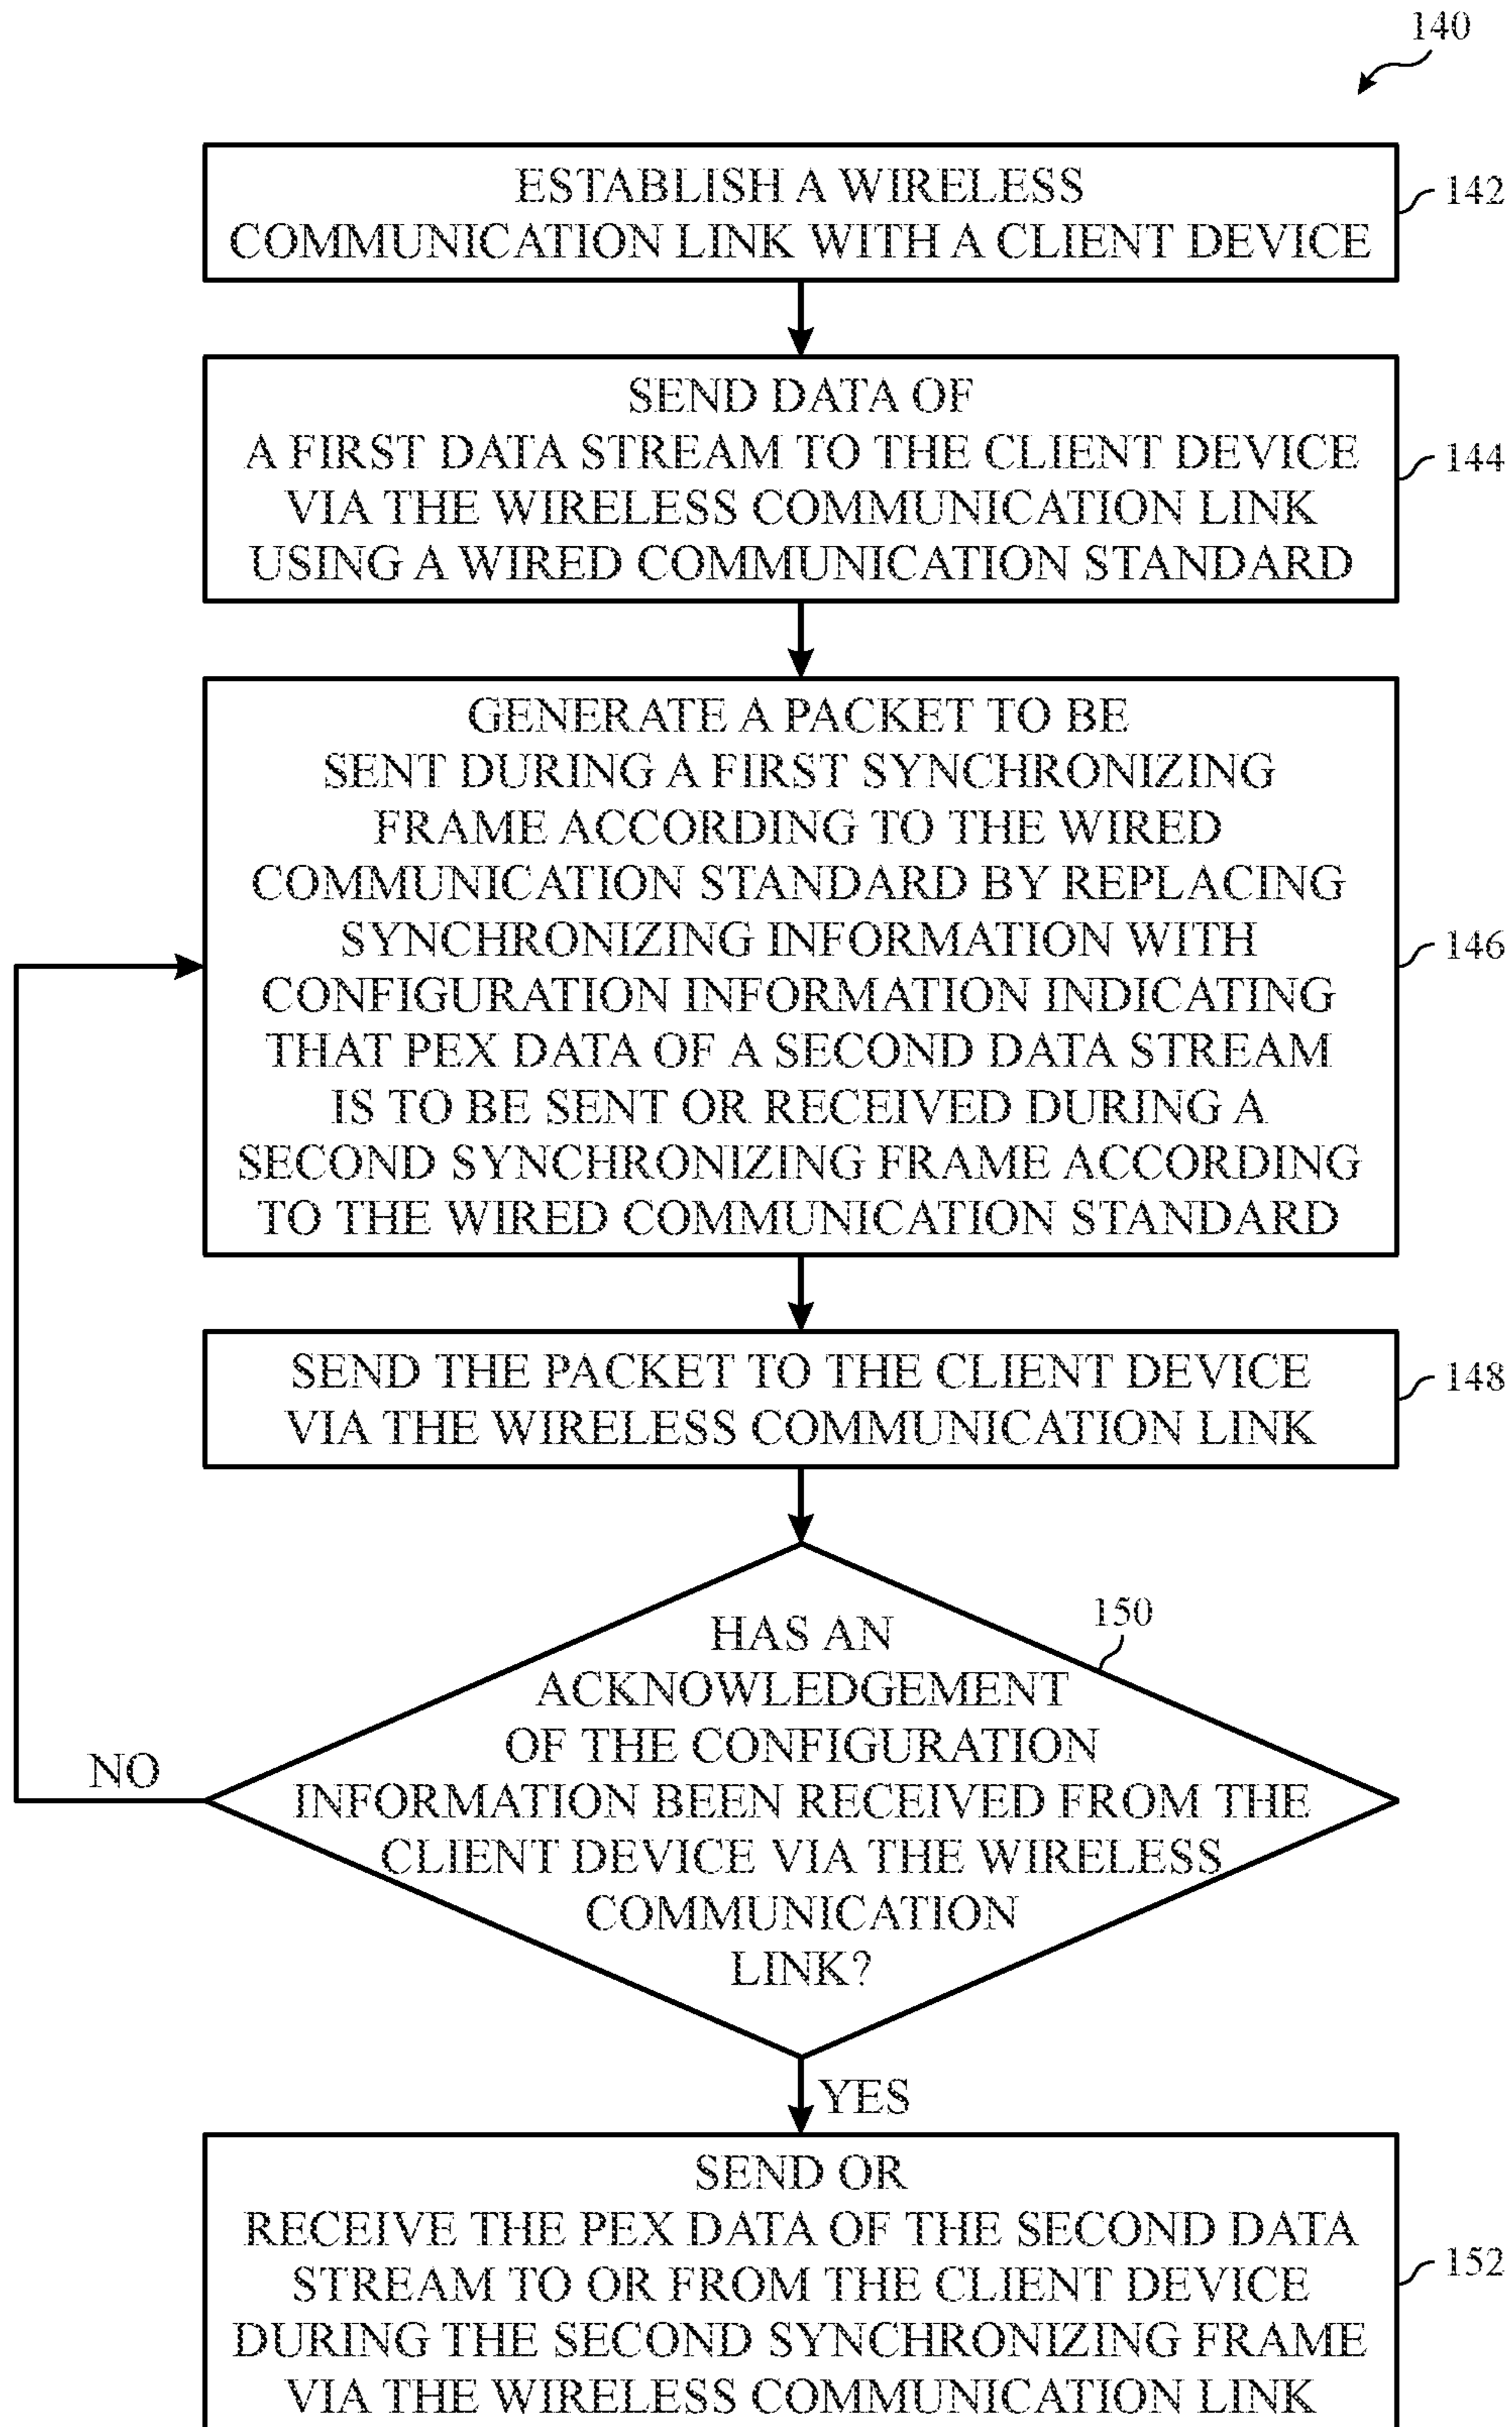 140
ESTABLISH A WIRELESS
COMMUNICATION LINK WITH A CLIENT DEVICE
142
SEND DATA OF
A FIRST DATA STREAM TO THE CLIENT DEVICE
VIA THE WIRELESS COMMUNICATION LINK
USING A WIRED COMMUNICATION STANDARD
144
GENERATE A PACKET TO BE
SENT DURING A FIRST SYNCHRONIZING
FRAME ACCORDING TO THE WIRED
COMMUNICATION STANDARD BY REPLACING
SYNCHRONIZING INFORMATION WITH
CONFIGURATION INFORMATION INDICATING
THAT PEX DATA OF A SECOND DATA STREAM
IS TO BE SENT OR RECEIVED DURING A
SECOND SYNCHRONIZING FRAME ACCORDING
TO THE WIRED COMMUNICATION STANDARD
146
SEND THE PACKET TO THE CLIENT DEVICE
VIA THE WIRELESS COMMUNICATION LINK
148
HAS AN
ACKNOWLEDGEMENT
OF THE CONFIGURATION
INFORMATION BEEN RECEIVED FROM THE
CLIENT DEVICE VIA THE WIRELESS
COMMUNICATION
LINK?
150
NO
YES
SEND OR
RECEIVE THE PEX DATA OF THE SECOND DATA
STREAM TO OR FROM THE CLIENT DEVICE
DURING THE SECOND SYNCHRONIZING FRAME
VIA THE WIRELESS COMMUNICATION LINK
152